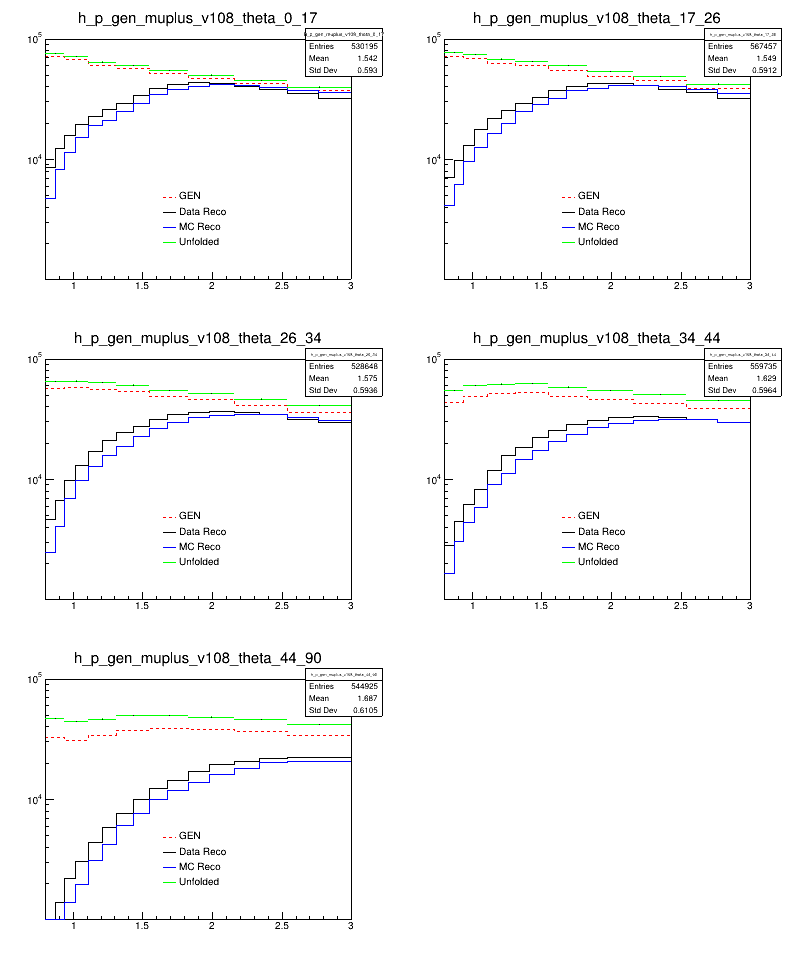 h_p_gen_muplus_v108_theta_0_17
Entries 530195
Mean 1.542
Std Dev 0.593
10^5
10^4
GEN
Data Reco
MC Reco
Unfolded
1 1.5 2 2.5 3
h_p_gen_muplus_v108_theta_17_26
h_p_gen_muplus_v108_theta_17_26
Entries 567457
Mean 1.549
Std Dev 0.5912
10^5
10^4
GEN
Data Reco
MC Reco
Unfolded
1 1.5 2 2.5 3
h_p_gen_muplus_v108_theta_26_34
h_p_gen_muplus_v108_theta_26_34
Entries 528648
Mean 1.575
Std Dev 0.5936
10^5
10^4
GEN
Data Reco
MC Reco
Unfolded
1 1.5 2 2.5 3
h_p_gen_muplus_v108_theta_34_44
h_p_gen_muplus_v108_theta_34_44
Entries 559735
Mean 1.629
Std Dev 0.5964
10^5
10^4
GEN
Data Reco
MC Reco
Unfolded
1 1.5 2 2.5 3
h_p_gen_muplus_v108_theta_44_90
h_p_gen_muplus_v108_theta_44_90
Entries 544925
Mean 1.687
Std Dev 0.6105
10^5
10^4
GEN
Data Reco
MC Reco
Unfolded
1 1.5 2 2.5 3